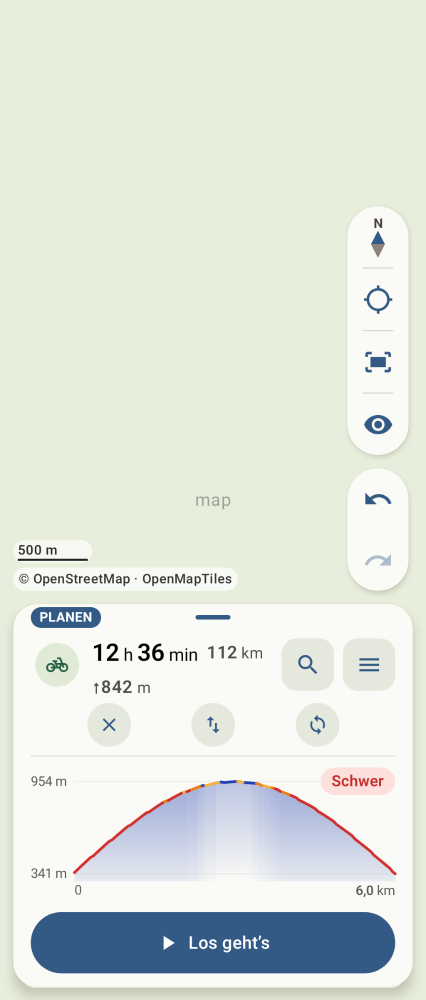 N
map
500 m
© OpenStreetMap · OpenMapTiles
PLANEN
12 h 36 min 112 km
↑842 m
954 m
Schwer
341 m
0
6,0 km
Los geht's